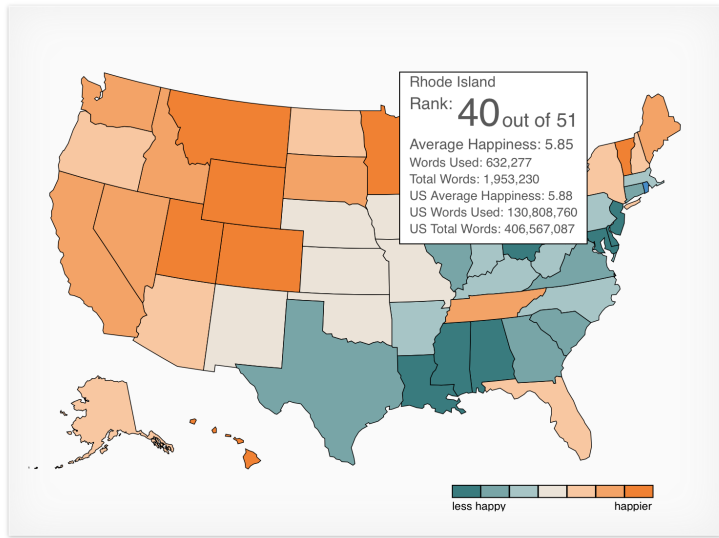 Rhode Island
Rank: 40 out of 51
Average Happiness: 5.85
Words Used: 632,277
Total Words: 1,953,230
US Average Happiness: 5.88
US Words Used: 130,808,760
US Total Words: 406,567,087
less happy happier